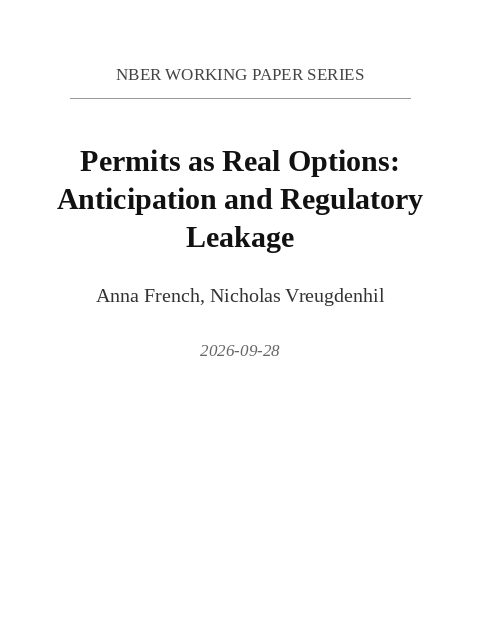 NBER WORKING PAPER SERIES
Permits as Real Options:
Anticipation and Regulatory
Leakage
Anna French, Nicholas Vreugdenhil
2026-09-28